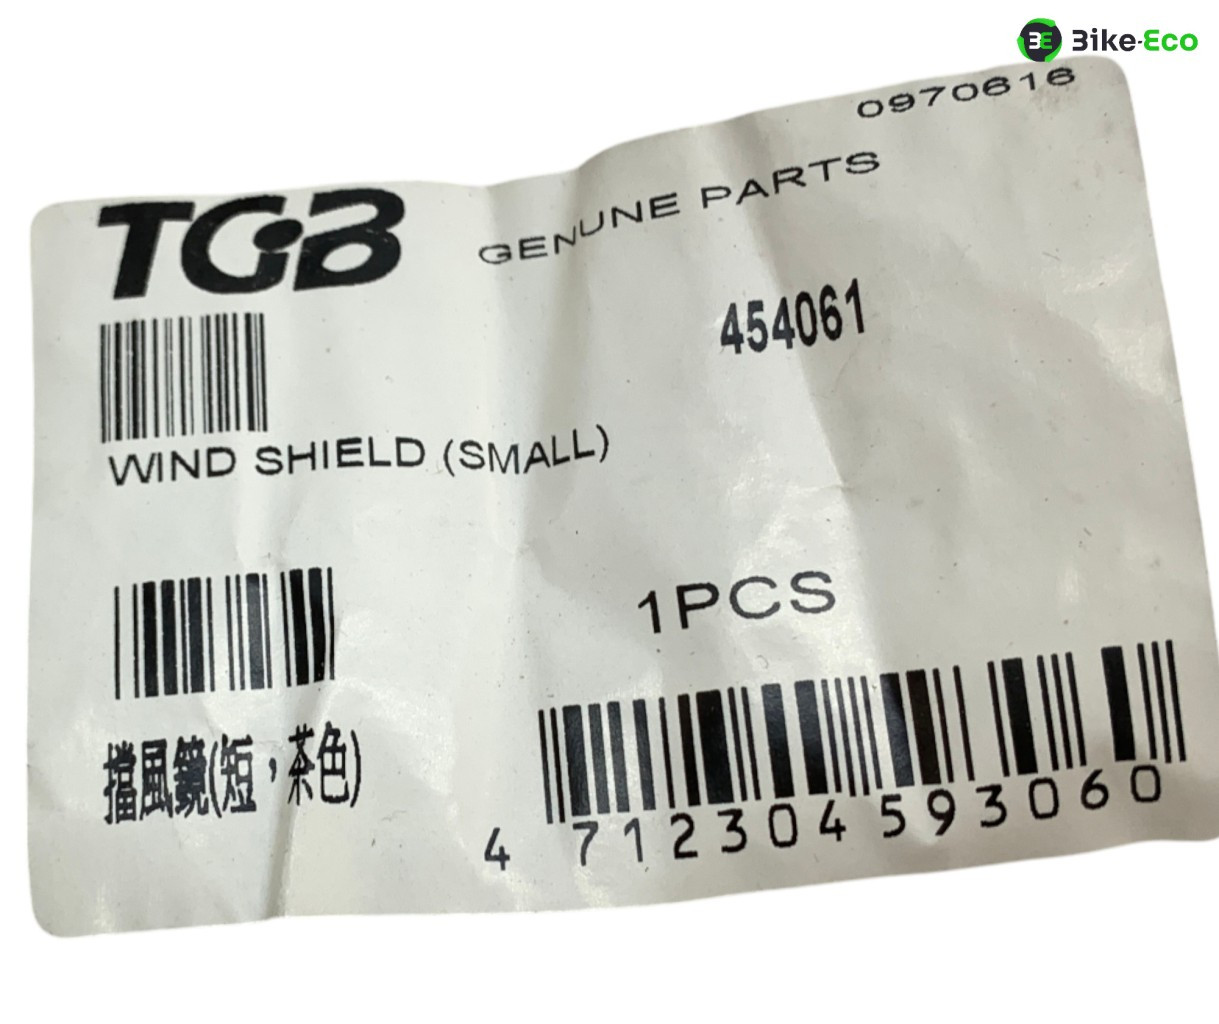 Bike-Eco
0970616
TGB
GENUNE PARTS
454061
WIND SHIELD (SMALL)
1PCS
擋風鏡(短，茶色)
4 712304 593060